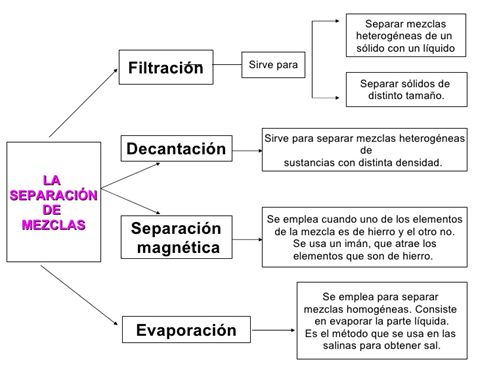 LA
SEPARACIÓN
DE
MEZCLAS
Filtración
Sirve para
Separar mezclas
heterogéneas de un
sólido con un líquido
Separar sólidos de
distinto tamaño.
Decantación
Sirve para separar mezclas heterogéneas
de
sustancias con distinta densidad.
Separación
magnética
Se emplea cuando uno de los elementos
de la mezcla es de hierro y el otro no.
Se usa un imán, que atrae los
elementos que son de hierro.
Evaporación
Se emplea para separar
mezclas homogéneas. Consiste
en evaporar la parte líquida.
Es el método que se usa en las
salinas para obtener sal.